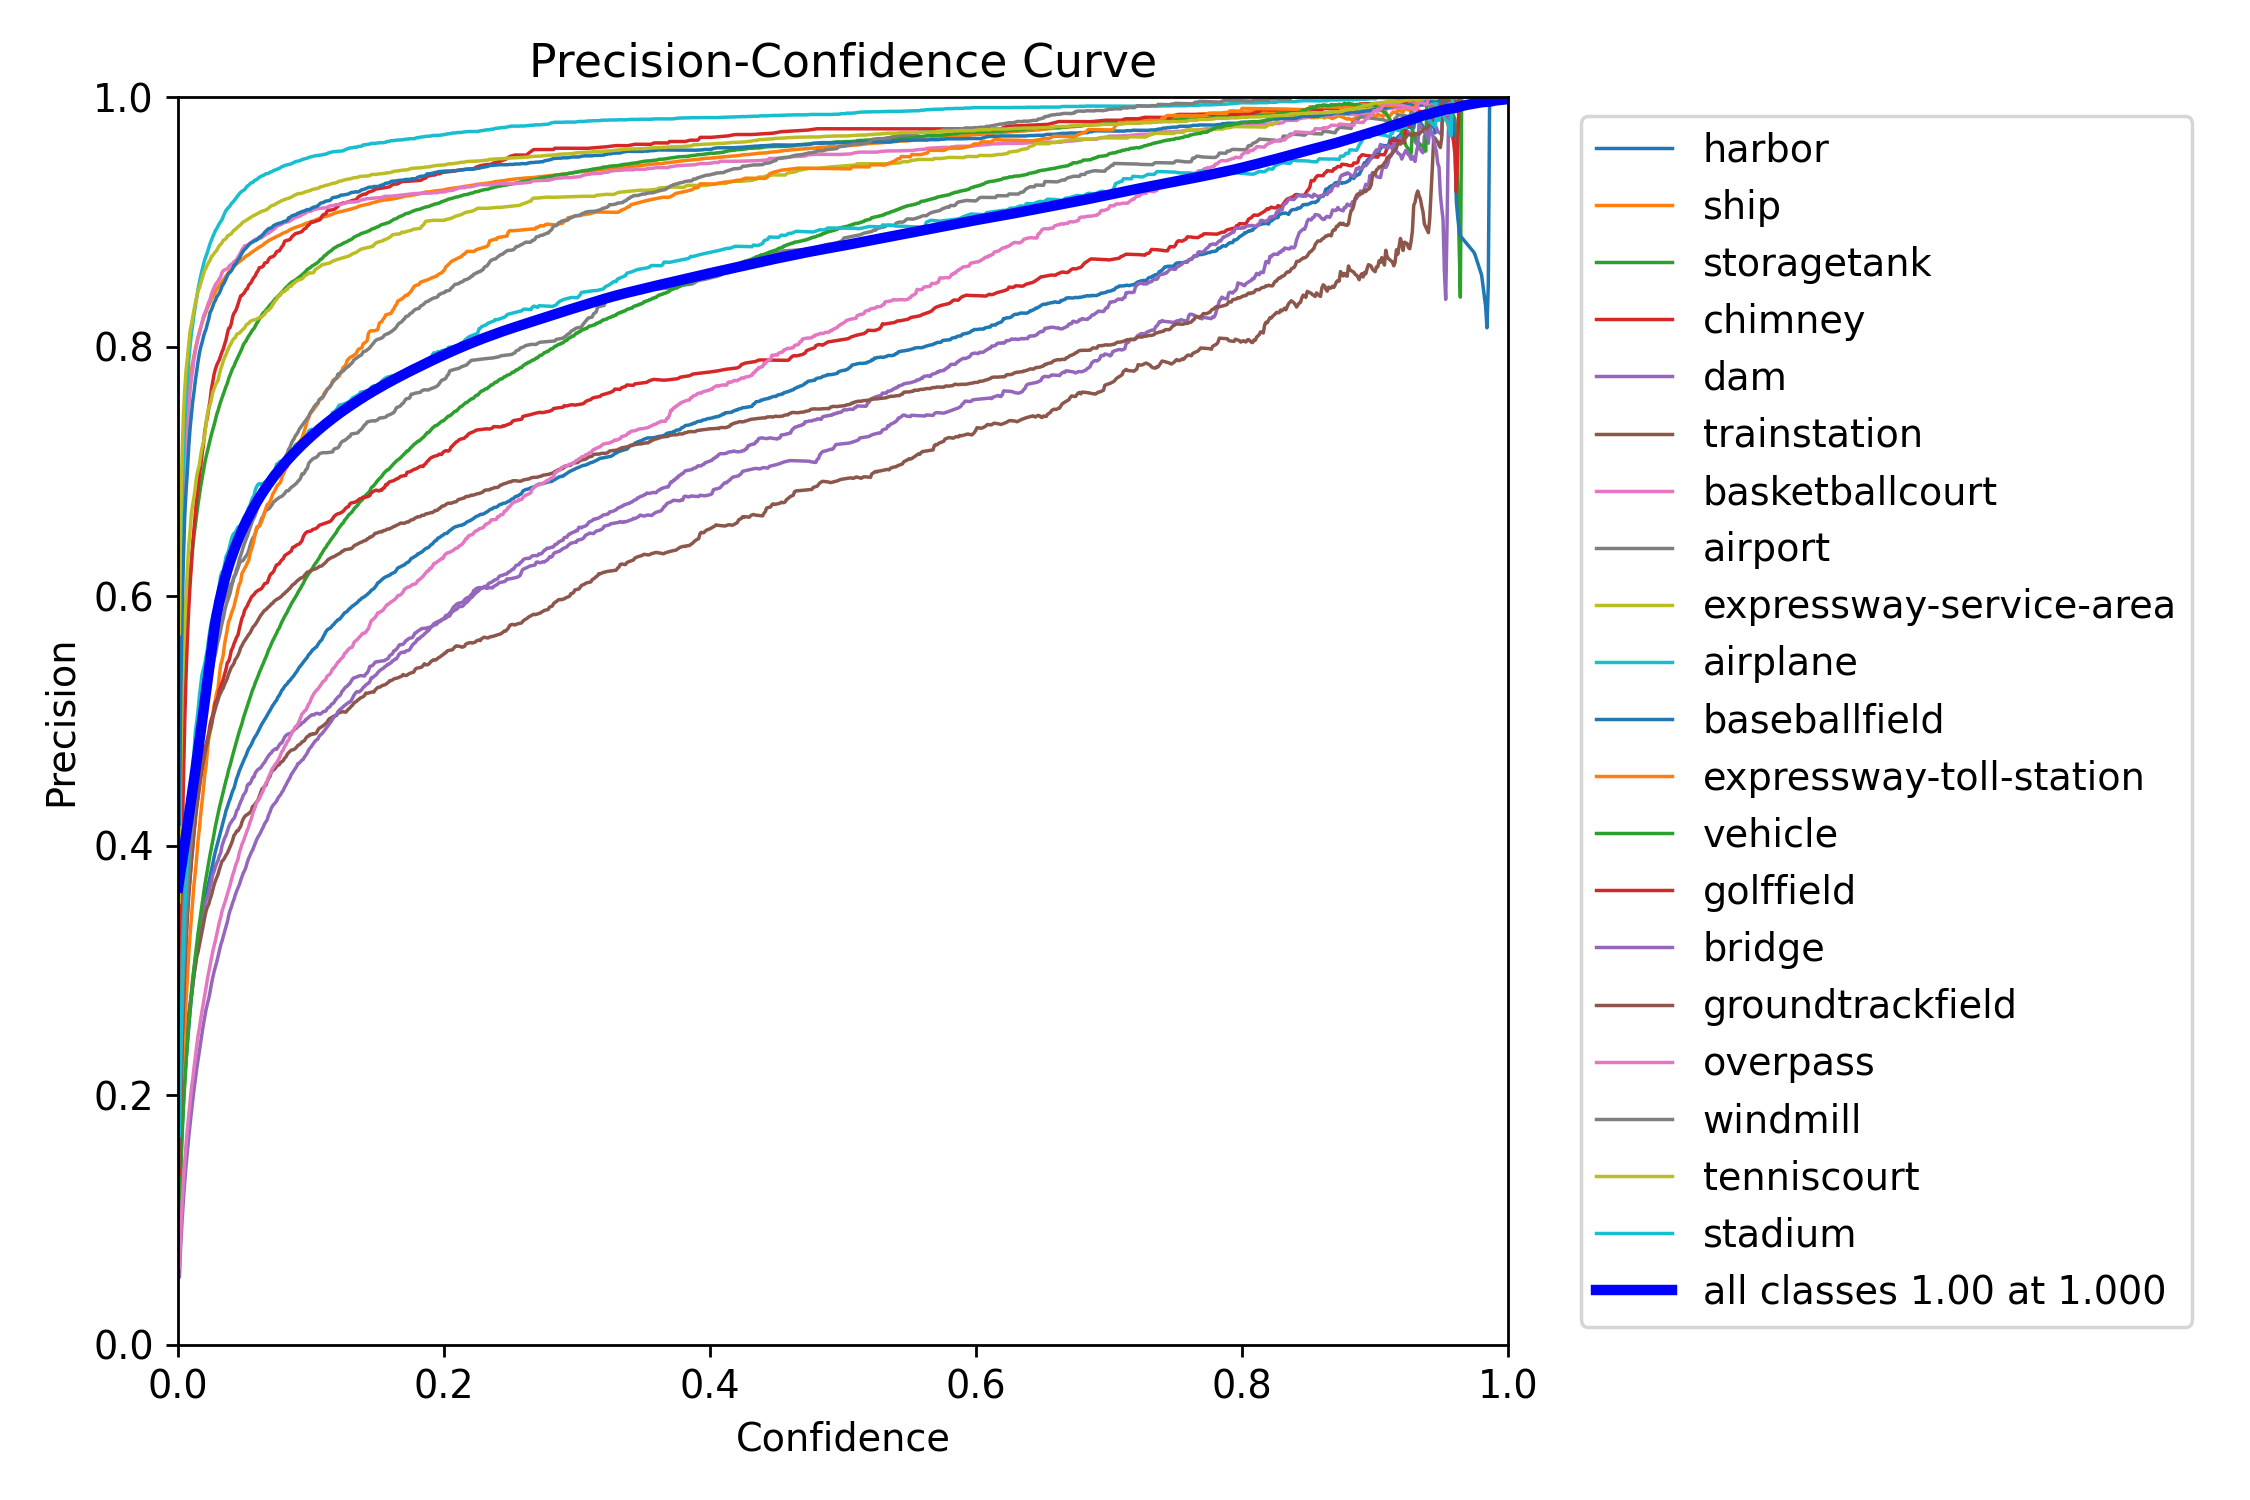 Precision-Confidence Curve
1.0
0.8
0.6
0.4
0.2
0.0
Precision
0.0 0.2 0.4 0.6 0.8 1.0
Confidence
harbor
ship
storagetank
chimney
dam
trainstation
basketballcourt
airport
expressway-service-area
airplane
baseballfield
expressway-toll-station
vehicle
golffield
bridge
groundtrackfield
overpass
windmill
tenniscourt
stadium
all classes 1.00 at 1.000